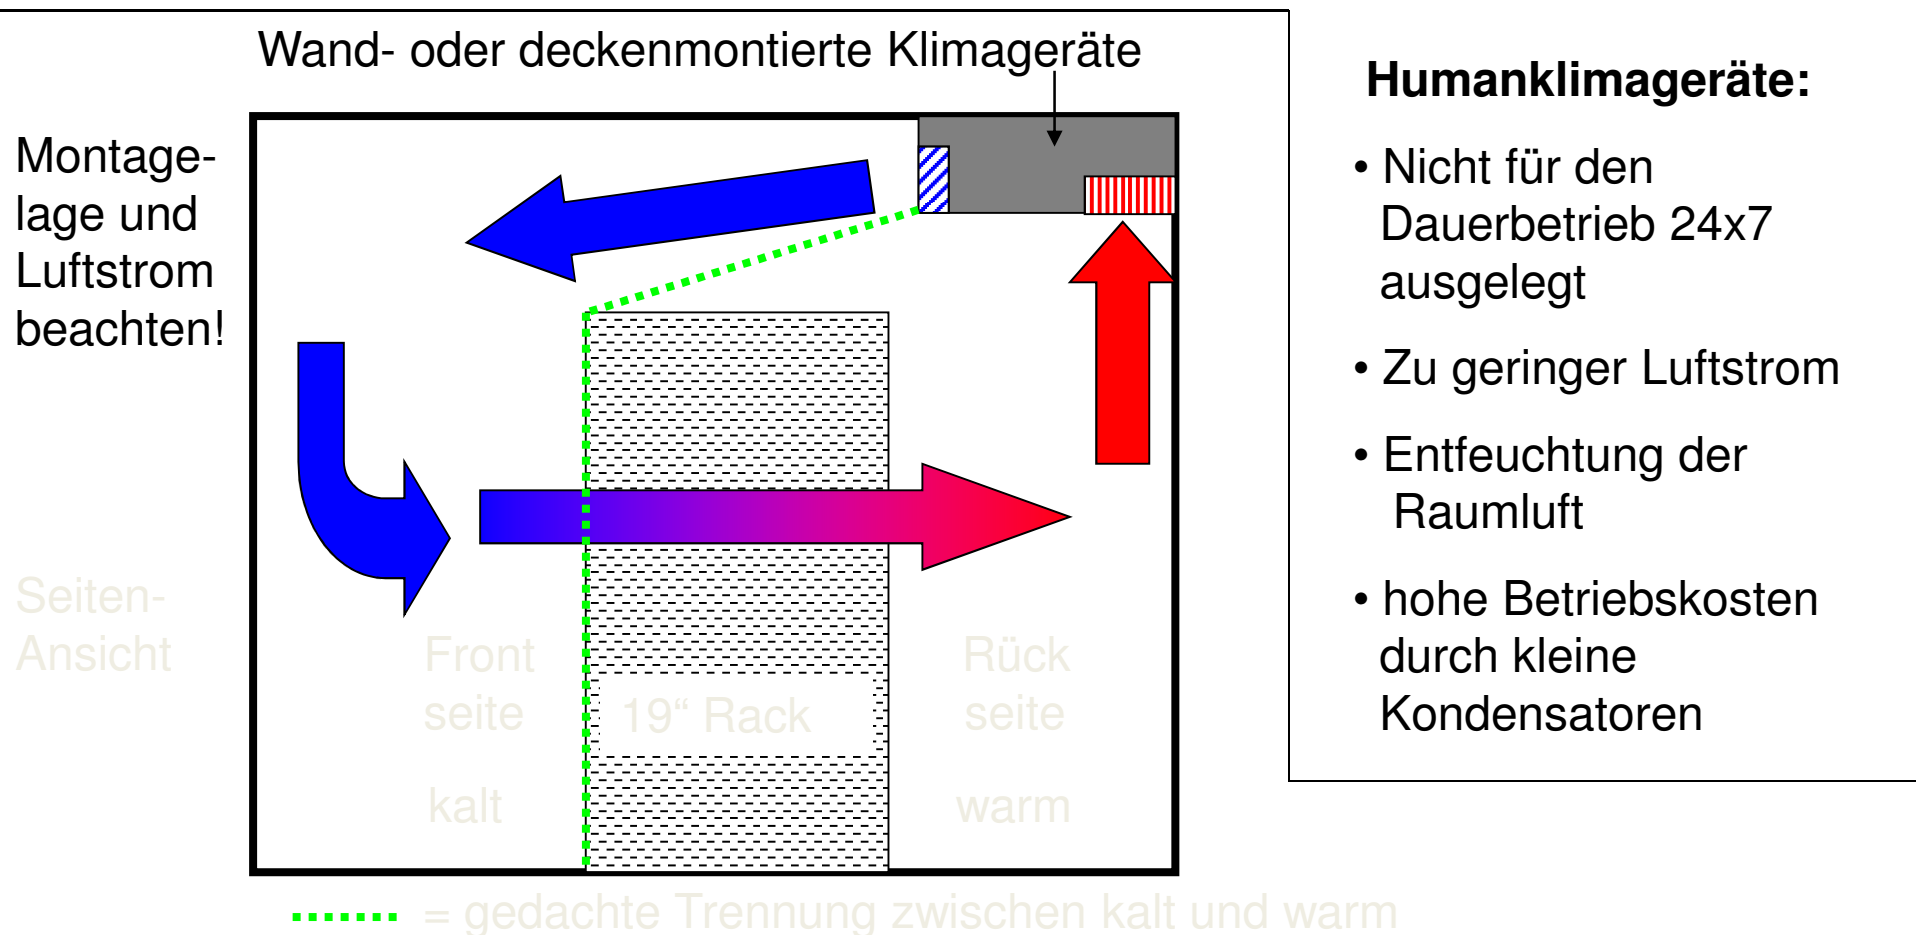 Wand- oder deckenmontierte Klimageräte
Montage-
lage und
Luftstrom
beachten!
Seiten-
Ansicht
Front
seite
kalt
19“ Rack
Rück
seite
warm
= gedachte Trennung zwischen kalt und warm
Humanklimageräte:
• Nicht für den
Dauerbetrieb 24x7
ausgelegt
• Zu geringer Luftstrom
• Entfeuchtung der
Raumluft
• hohe Betriebskosten
durch kleine
Kondensatoren